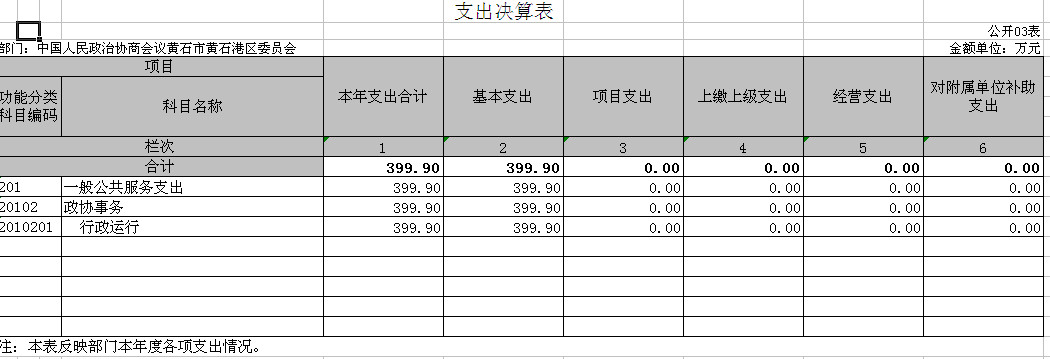 支出决算表
公开03表
部门：中国人民政治协商会议黄石市黄石港区委员会 金额单位：万元
项目 本年支出合计 基本支出 项目支出 上缴上级支出 经营支出 对附属单位补助支出
功能分类科目编码 科目名称
栏次 1 2 3 4 5 6
合计 399.90 399.90 0.00 0.00 0.00 0.00
201 一般公共服务支出 399.90 399.90 0.00 0.00 0.00 0.00
20102 政协事务 399.90 399.90 0.00 0.00 0.00 0.00
2010201 行政运行 399.90 399.90 0.00 0.00 0.00 0.00
注：本表反映部门本年度各项支出情况。